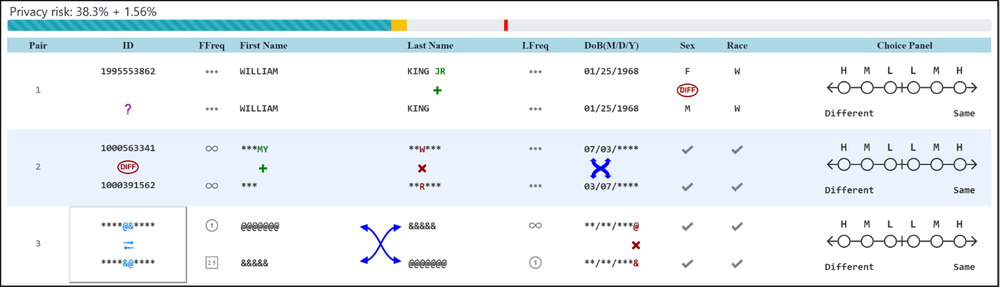 Privacy risk: 38.3% + 1.56%
Pair ID FFreq First Name Last Name LFreq DoB(M/D/Y) Sex Race Choice Panel
1995553862 ••• WILLIAM KING JR ••• 01/25/1968 F W H M L L M H
1 + DIFF
? ••• WILLIAM KING ••• 01/25/1968 M W Different Same
1000563341 ∞ ***MY **W*** ••• 07/03/**** ✔ ✔ H M L L M H
2 DIFF + ✖
1000391562 ∞ *** **R*** ••• 03/07/**** ✔ ✔ Different Same
****@&**** 1 @@@@@@@ &&&&& ∞ **/**/***@ ✔ ✔ H M L L M H
3 ✖
****&@**** 25 &&&&& @@@@@@@ 1 **/**/***& ✔ ✔ Different Same